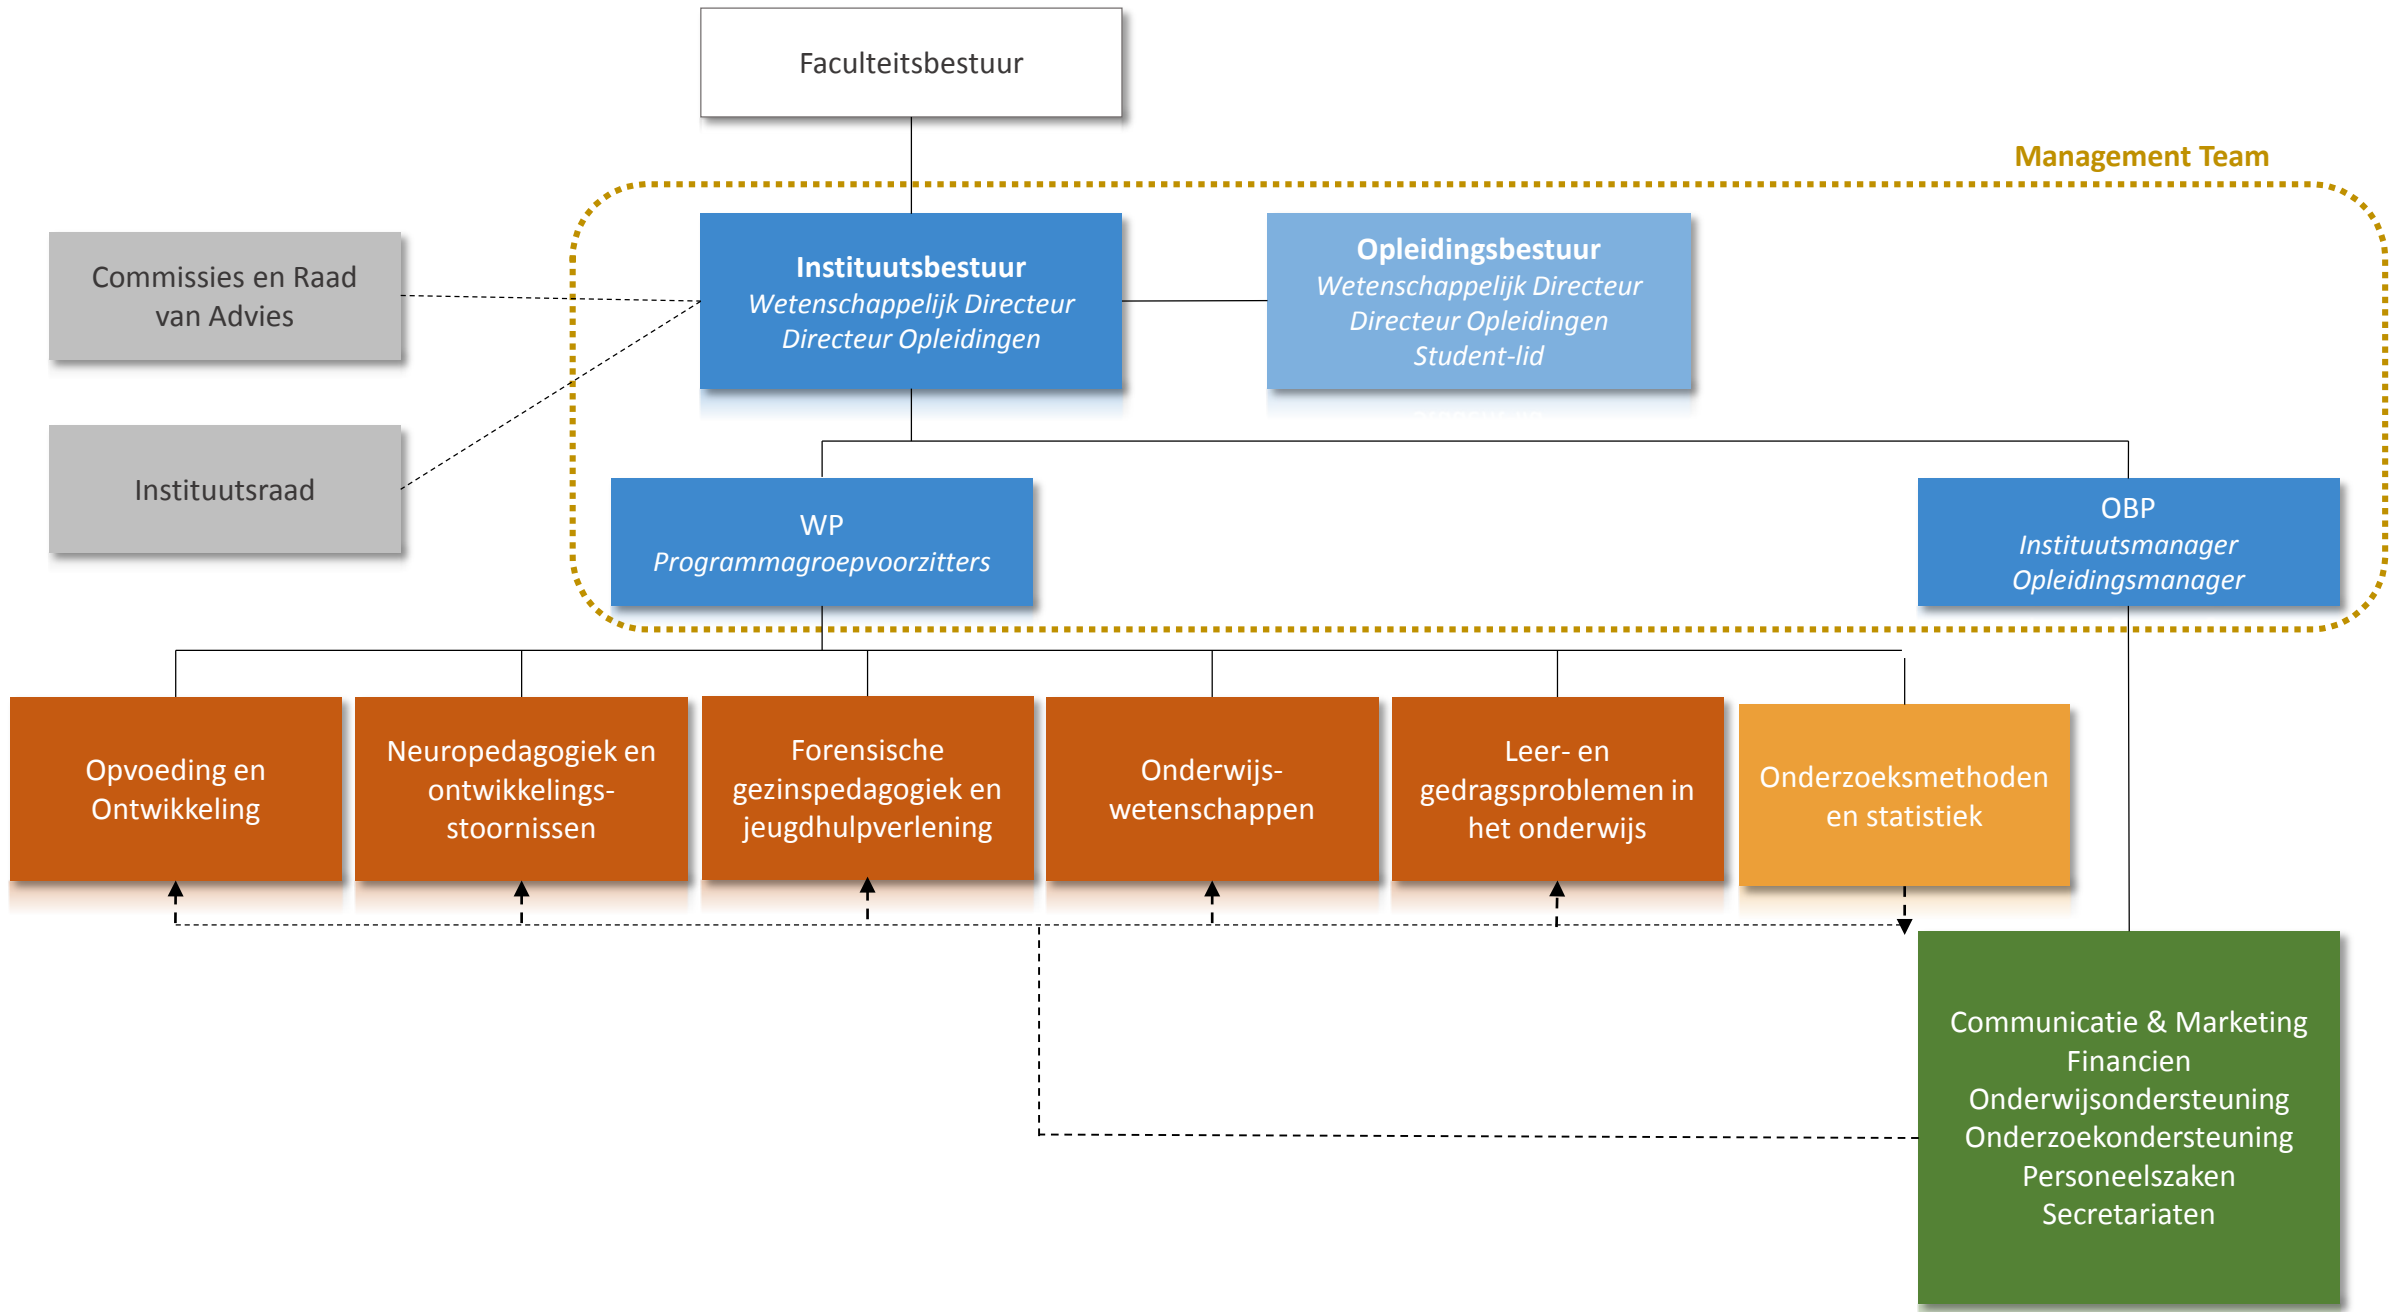 Faculteitsbestuur
Management Team
Commissies en Raad
van Advies
Instituutsbestuur
Wetenschappelijk Directeur
Directeur Opleidingen
Opleidingsbestuur
Wetenschappelijk Directeur
Directeur Opleidingen
Student-lid
Instituutsraad
WP
Programmagroepvoorzitters
OBP
Instituutsmanager
Opleidingsmanager
Opvoeding en
Ontwikkeling
Neuropedagogiek en
ontwikkelings-
stoornissen
Forensische
gezinspedagogiek en
jeugdhulpverlening
Onderwijs-
wetenschappen
Leer- en
gedragsproblemen in
het onderwijs
Onderzoeksmethoden
en statistiek
Communicatie & Marketing
Financien
Onderwijsondersteuning
Onderzoekondersteuning
Personeelszaken
Secretariaten